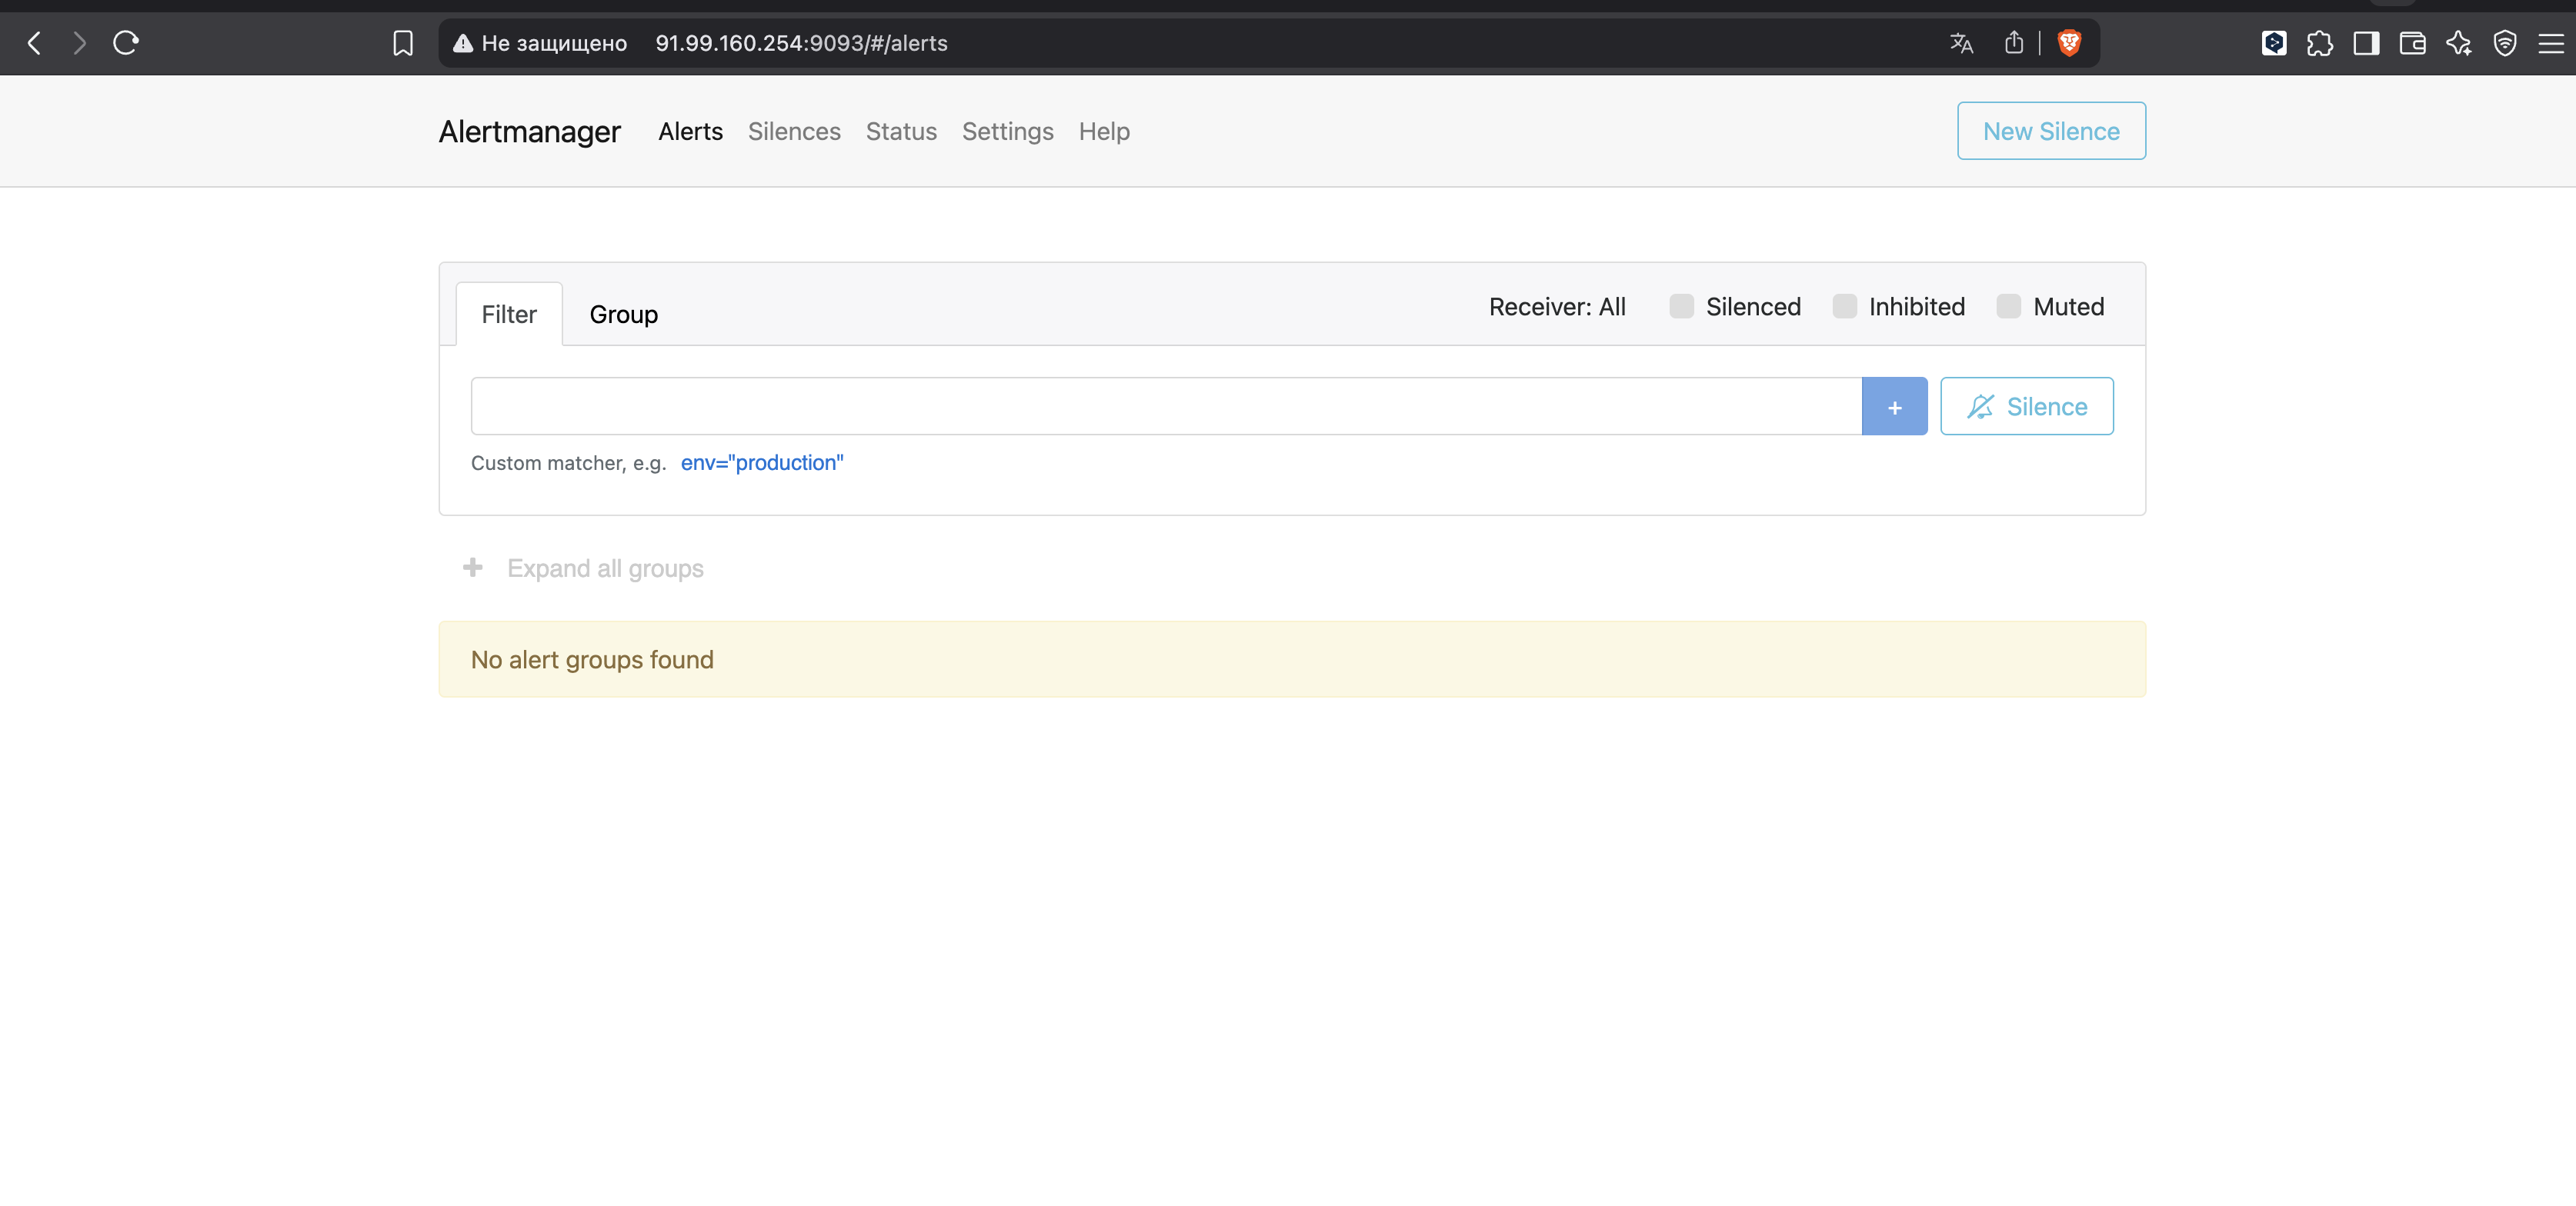 Не защищено 91.99.160.254:9093/#/alerts
Alertmanager Alerts Silences Status Settings Help New Silence
Filter Group Receiver: All Silenced Inhibited Muted
+ Silence
Custom matcher, e.g. env="production"
+ Expand all groups
No alert groups found